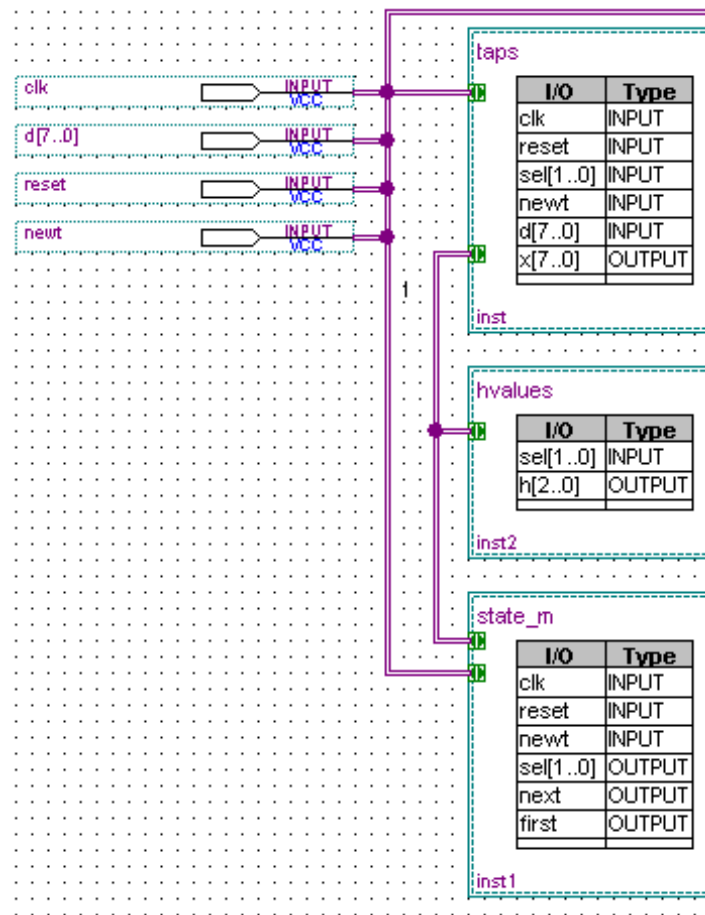 clk
INPUT
VCC
d[7..0]
INPUT
VCC
reset
INPUT
VCC
newt
INPUT
VCC
1
taps
I/O Type
clk INPUT
reset INPUT
sel[1..0] INPUT
newt INPUT
d[7..0] INPUT
x[7..0] OUTPUT
inst
hvalues
I/O Type
sel[1..0] INPUT
h[2..0] OUTPUT
inst2
state_m
I/O Type
clk INPUT
reset INPUT
newt INPUT
sel[1..0] OUTPUT
next OUTPUT
first OUTPUT
inst1